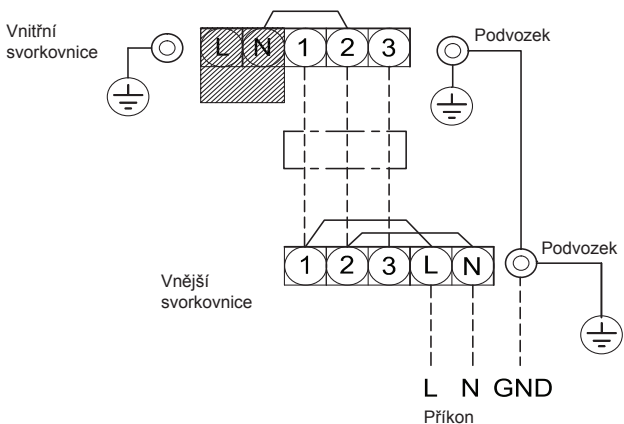 Vnitřní
svorkovnice
L N 1 2 3
Podvozek
1 2 3 L N
Podvozek
Vnější
svorkovnice
L N GND
Příkon